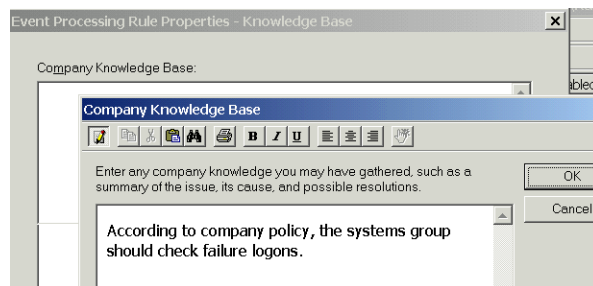 Event Processing Rule Properties - Knowledge Base
Company Knowledge Base:
abled
Company Knowledge Base
B I U
Enter any company knowledge you may have gathered, such as a
summary of the issue, its cause, and possible resolutions.
OK
Cancel
According to company policy, the systems group
should check failure logons.